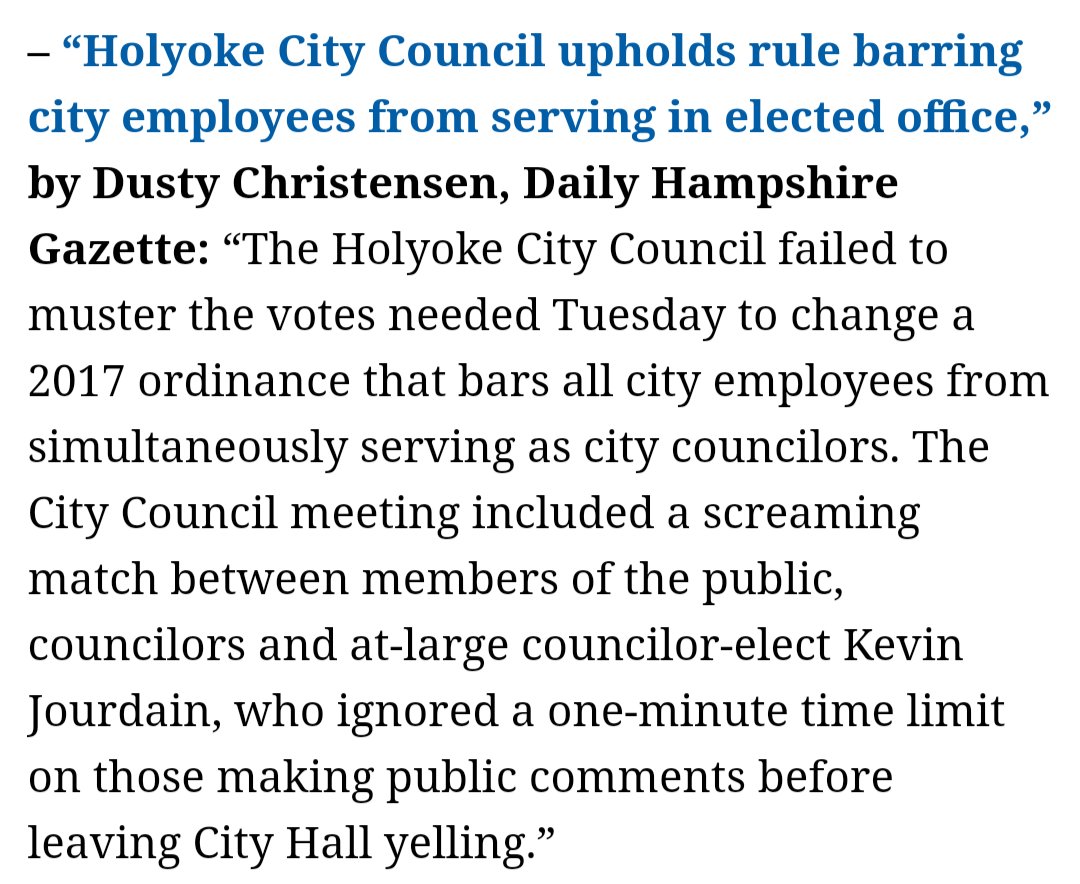 – “Holyoke City Council upholds rule barring
city employees from serving in elected office,”
by Dusty Christensen, Daily Hampshire
Gazette: “The Holyoke City Council failed to
muster the votes needed Tuesday to change a
2017 ordinance that bars all city employees from
simultaneously serving as city councilors. The
City Council meeting included a screaming
match between members of the public,
councilors and at-large councilor-elect Kevin
Jourdain, who ignored a one-minute time limit
on those making public comments before
leaving City Hall yelling.”